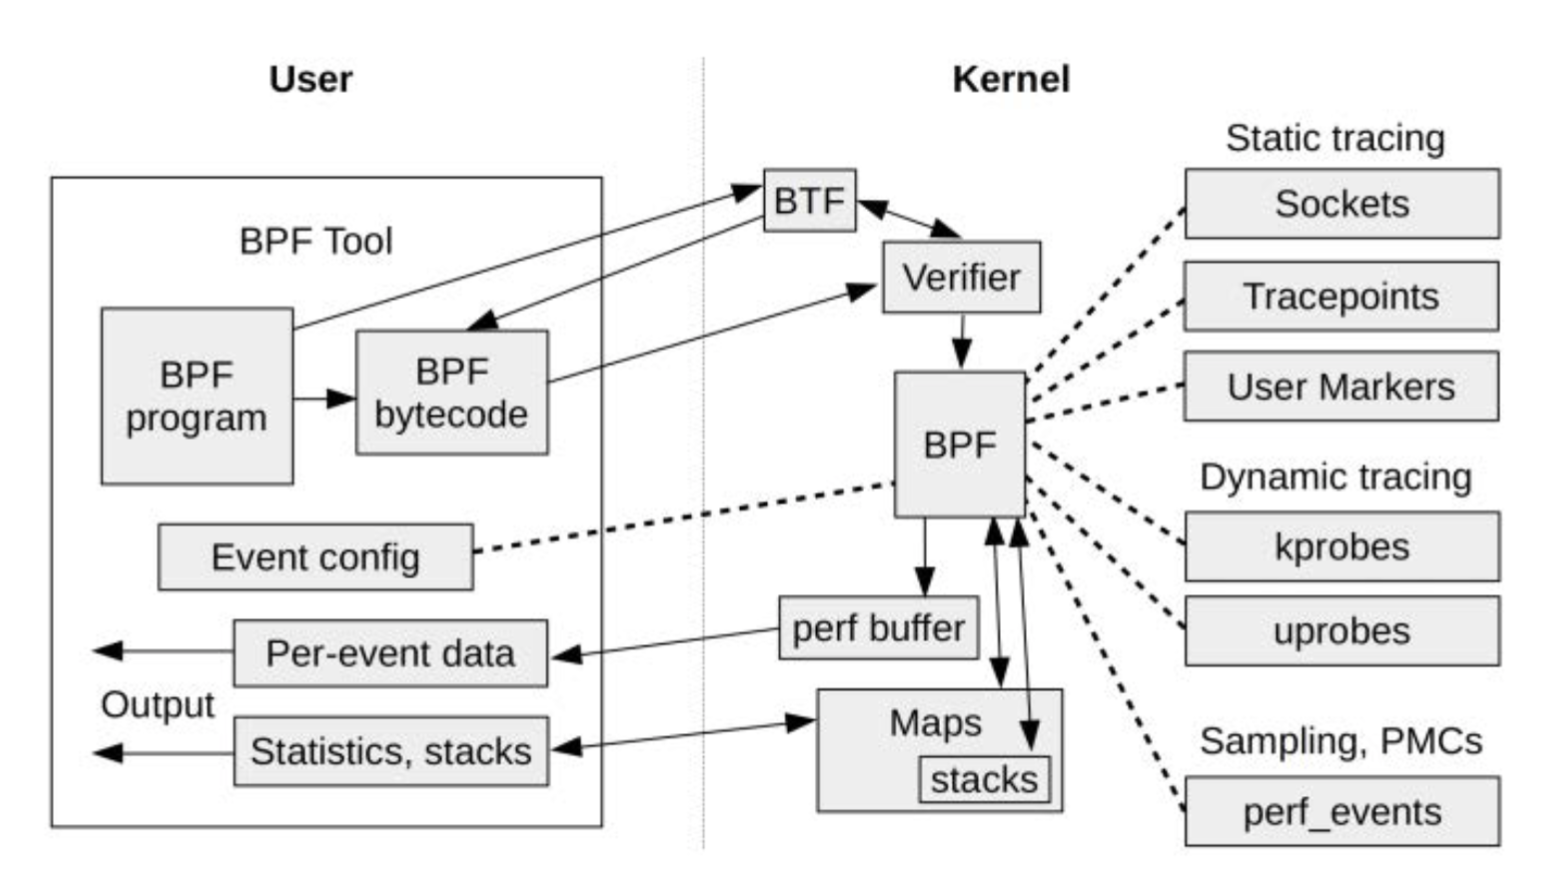 User
Kernel
BPF Tool
BPF
program
BPF
bytecode
Event config
Per-event data
Output
Statistics, stacks
BTF
Verifier
BPF
perf buffer
Maps
stacks
Static tracing
Sockets
Tracepoints
User Markers
Dynamic tracing
kprobes
uprobes
Sampling, PMCs
perf_events